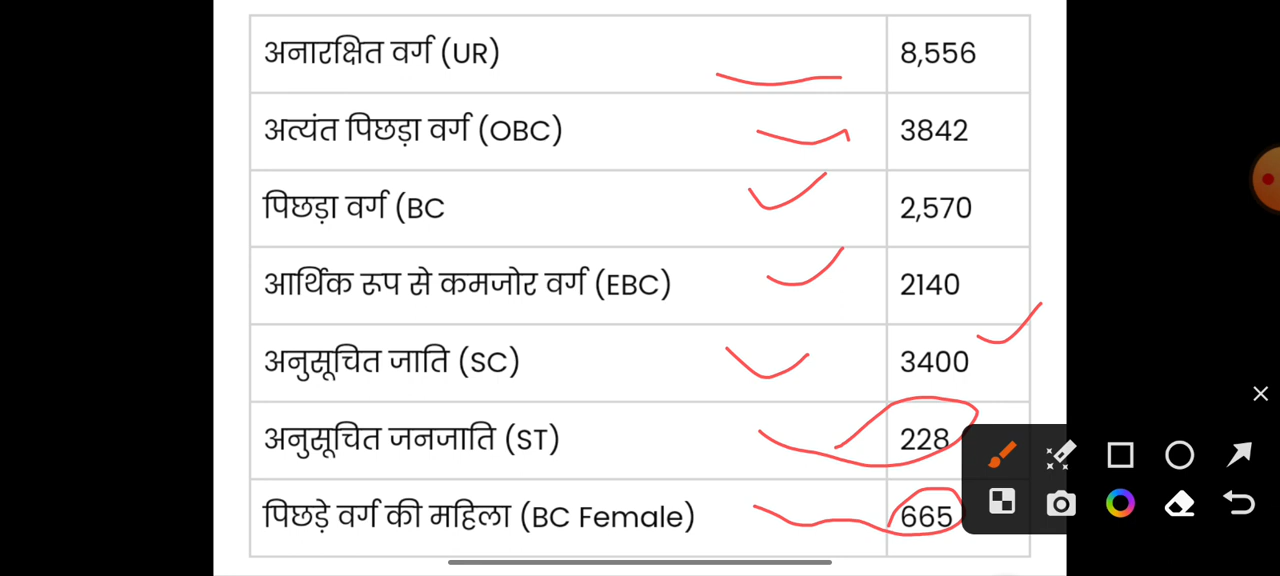 अनारक्षित वर्ग (UR) 8,556
अत्यंत पिछड़ा वर्ग (OBC) 3842
पिछड़ा वर्ग (BC 2,570
आर्थिक रूप से कमजोर वर्ग (EBC) 2140
अनुसूचित जाति (SC) 3400
अनुसूचित जनजाति (ST) 228
पिछड़े वर्ग की महिला (BC Female) 665